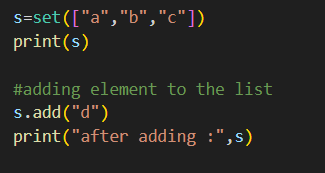 s=set(["a","b","c"])
print(s)
#adding element to the list
s.add("d")
print("after adding :",s)